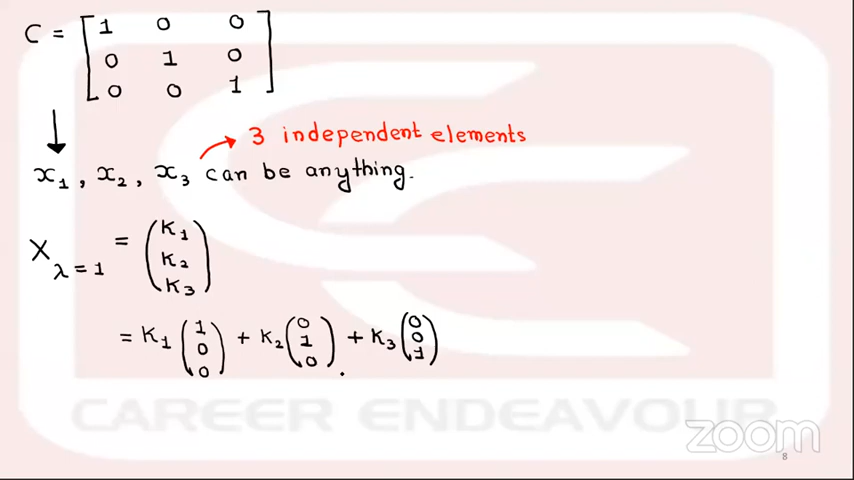 C = [ 1 0 0
0 1 0
0 0 1 ]
↓
x₁, x₂, x₃ can be anything. → 3 independent elements
X_λ=1 = ( K₁
K₂
K₃ )
= K₁ ( 1 0 0 ) + K₂ ( 0 1 0 ) + K₃ ( 0 0 1 )
CAREER ENDEAVOUR
zoom
8